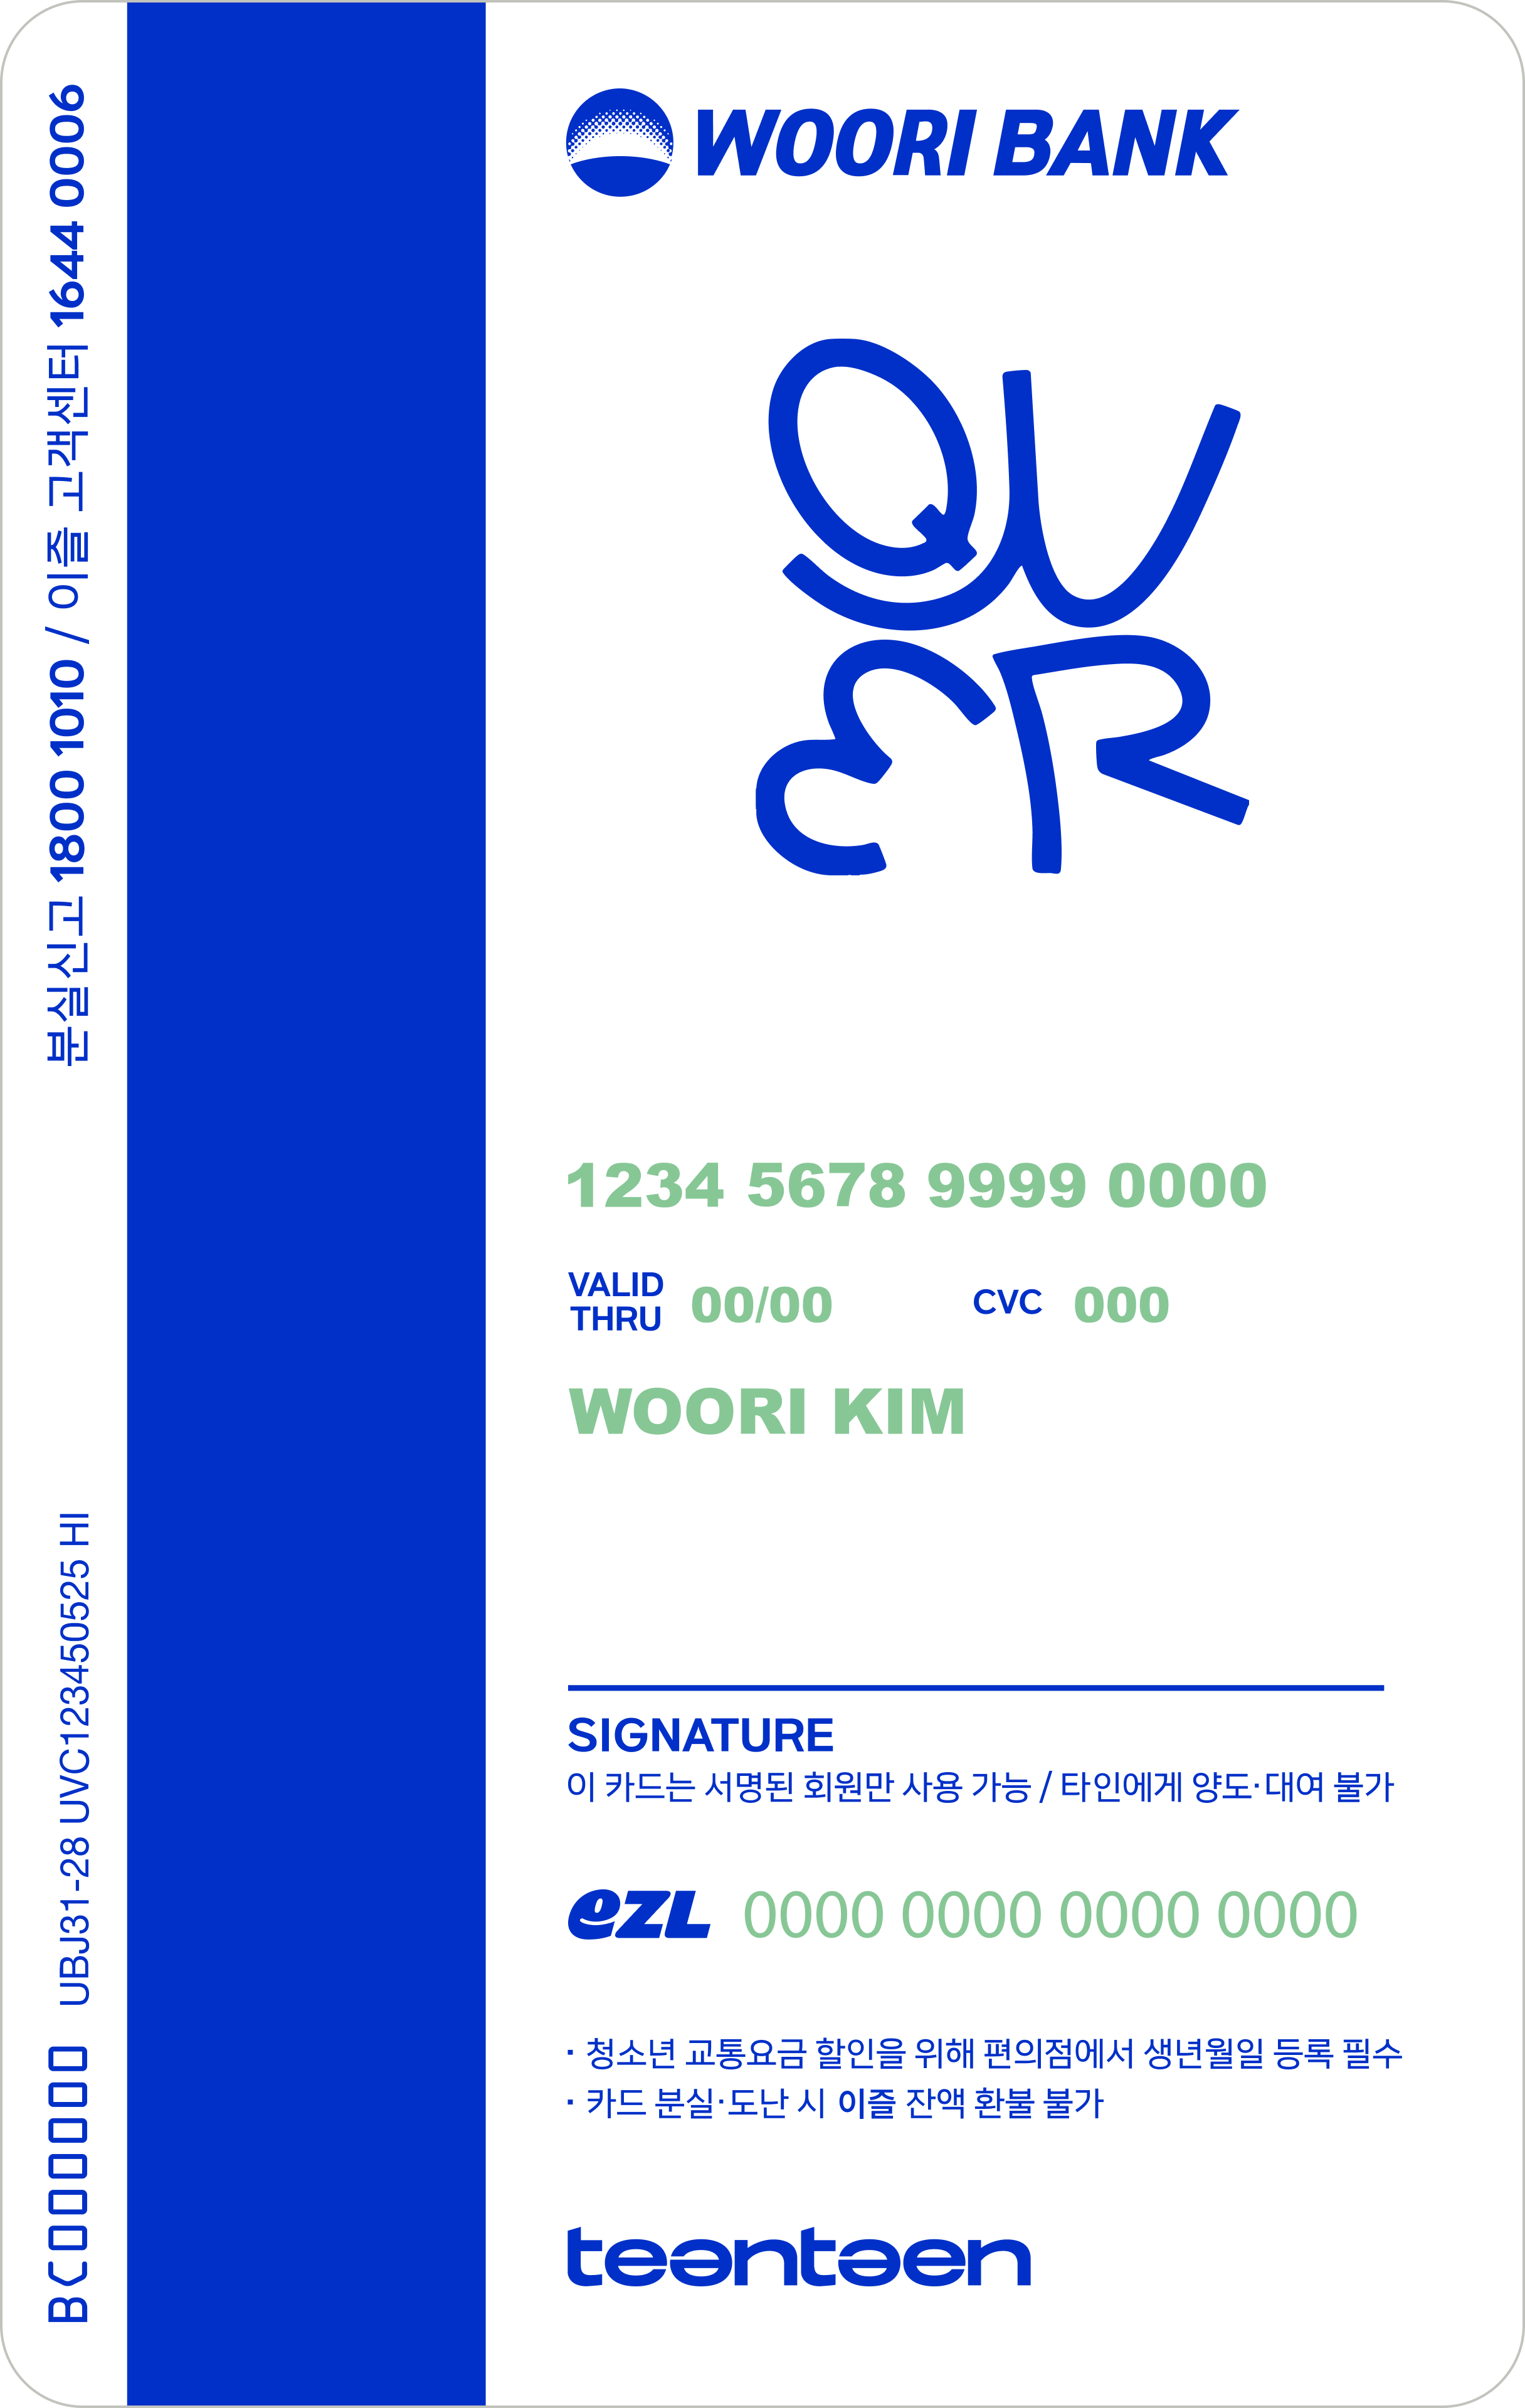 WOORI BANK
QU
ER
1234 5678 9999 0000
VALID THRU 00/00 CVC 000
WOORI KIM
SIGNATURE
이 카드는 서명된 회원만 사용 가능 / 타인에게 양도·대여 불가
ezl 0000 0000 0000 0000
· 청소년 교통요금 할인을 위해 편의점에서 생년월일 등록 필수
· 카드 분실·도난 시 이즐 잔액 환불 불가
teenteen
분실신고 1800 1010 / 이즐 고객센터 1644 0006
BC000000 UBJ31-28 UVC123450525 HI